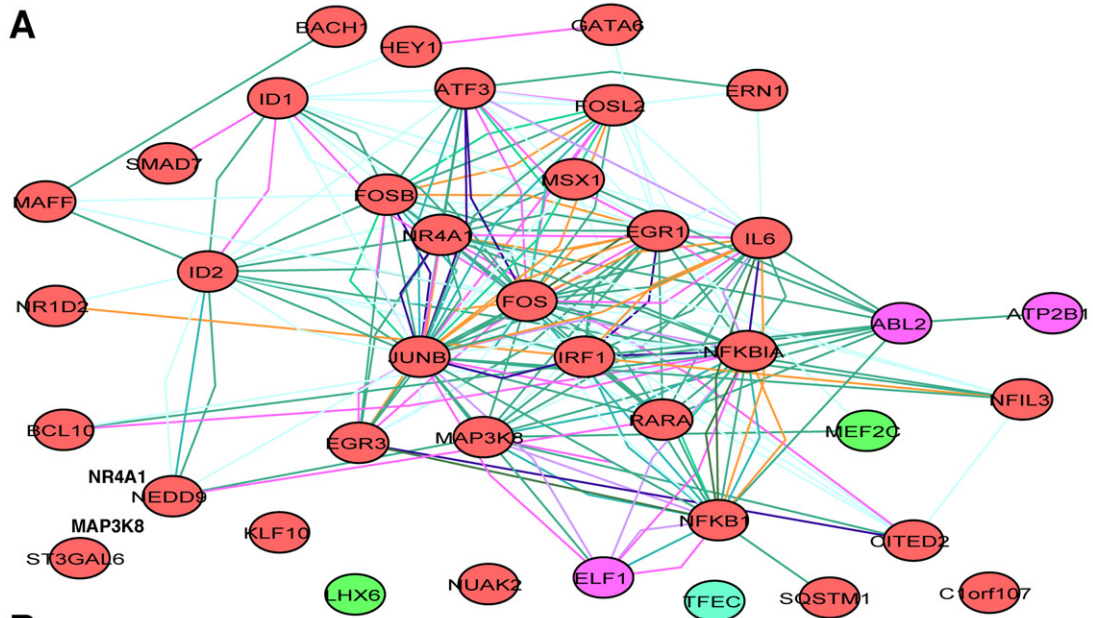 A
BACH1
HEY1
GATA6
ID1
ATF3
FOSL2
ERN1
SMAD7
MAFF
FOSB
MSX1
NR4A1
EGR1
IL6
ID2
NR1D2
FOS
ABL2
ATP2B1
JUNB
IRF1
NFKBIA
NFIL3
BCL10
EGR3
MAP3K8
RARA
MEF2C
NR4A1
NEDD9
MAP3K8
ST3GAL6
KLF10
NFKB1
CITED2
LHX6
NUAK2
ELF1
TFEC
SQSTM1
C1orf107